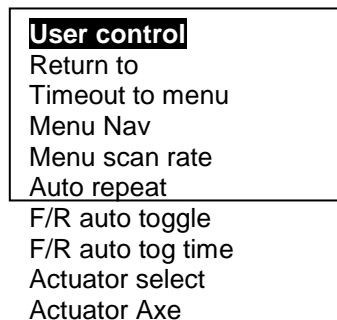 User control
Return to
Timeout to menu
Menu Nav
Menu scan rate
Auto repeat
F/R auto toggle
F/R auto tog time
Actuator select
Actuator Axe